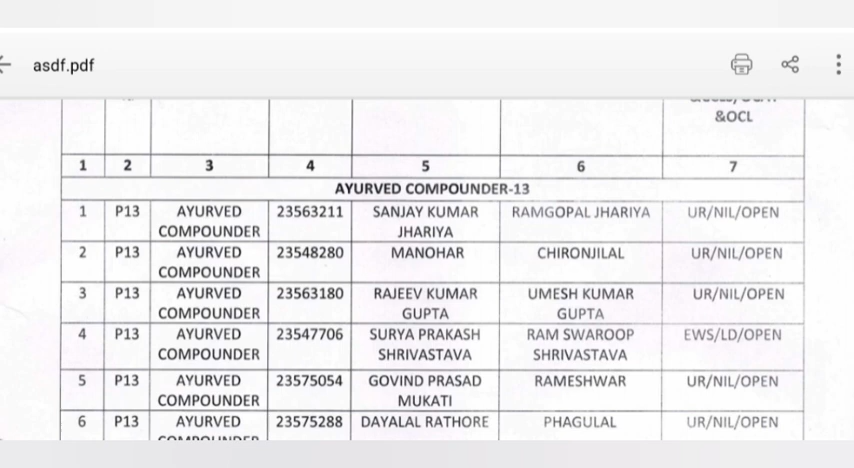 asdf.pdf
&OCL
1 2 3 4 5 6 7
AYURVED COMPOUNDER-13
1 P13 AYURVED 23563211 SANJAY KUMAR RAMGOPAL JHARIYA UR/NIL/OPEN
COMPOUNDER JHARIYA
2 P13 AYURVED 23548280 MANOHAR CHIRONJILAL UR/NIL/OPEN
COMPOUNDER
3 P13 AYURVED 23563180 RAJEEV KUMAR UMESH KUMAR UR/NIL/OPEN
COMPOUNDER GUPTA GUPTA
4 P13 AYURVED 23547706 SURYA PRAKASH RAM SWAROOP EWS/LD/OPEN
COMPOUNDER SHRIVASTAVA SHRIVASTAVA
5 P13 AYURVED 23575054 GOVIND PRASAD RAMESHWAR UR/NIL/OPEN
COMPOUNDER MUKATI
6 P13 AYURVED 23575288 DAYALAL RATHORE PHAGULAL UR/NIL/OPEN
COMPOUNDER